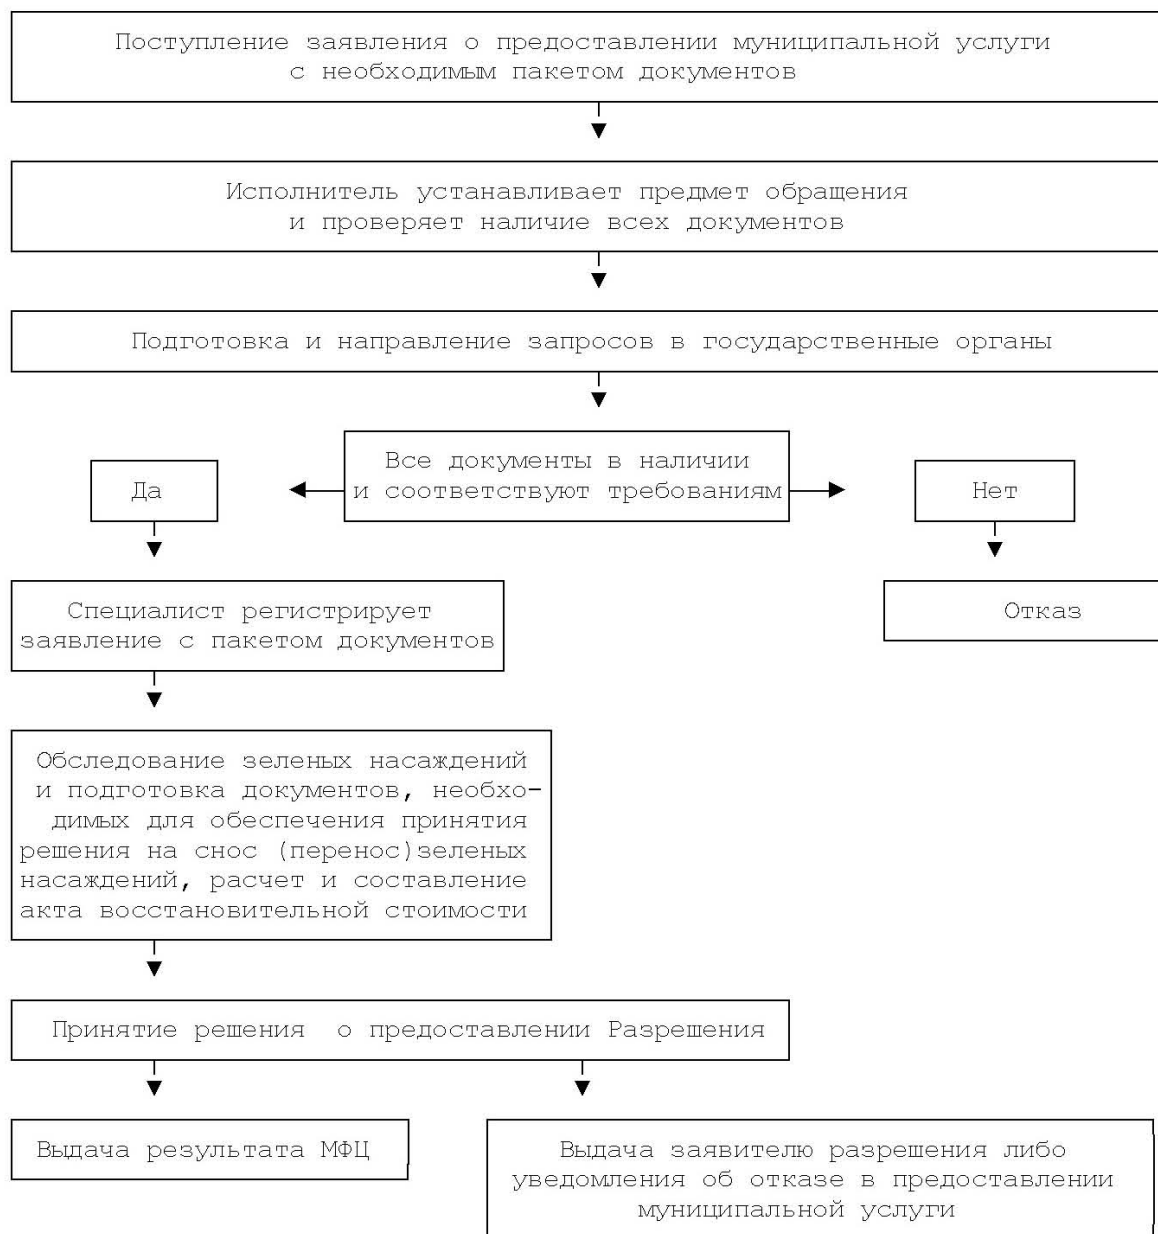 Поступление заявления о предоставлении муниципальной услуги
с необходимым пакетом документов
Исполнитель устанавливает предмет обращения
и проверяет наличие всех документов
Подготовка и направление запросов в государственные органы
Все документы в наличии
и соответствуют требованиям
Да
Нет
Специалист регистрирует
заявление с пакетом документов
Отказ
Обследование зеленых насаждений
и подготовка документов, необхо-
димых для обеспечения принятия
решения на снос (перенос)зеленых
насаждений, расчет и составление
акта восстановительной стоимости
Принятие решения  о предоставлении Разрешения
Выдача результата МФЦ
Выдача заявителю разрешения либо
уведомления об отказе в предоставлении
муниципальной услуги